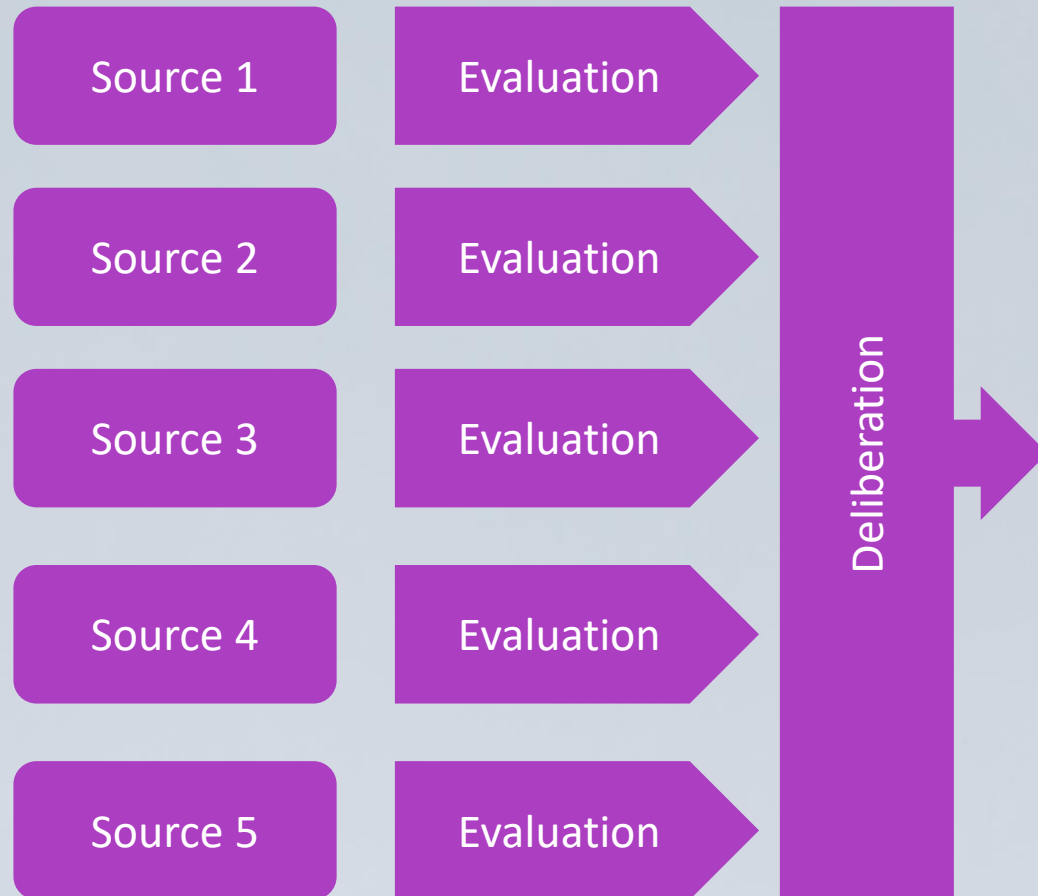 Source 1
Evaluation
Source 2
Evaluation
Source 3
Evaluation
Source 4
Evaluation
Source 5
Evaluation
Deliberation